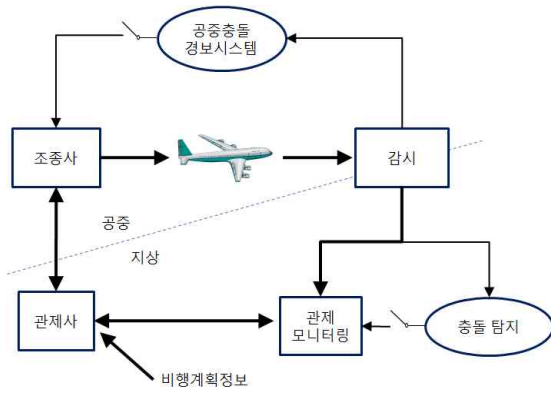 공중충돌
경보시스템
조종사
감시
공중
지상
관제사
관제
모니터링
충돌 탐지
비행계획정보